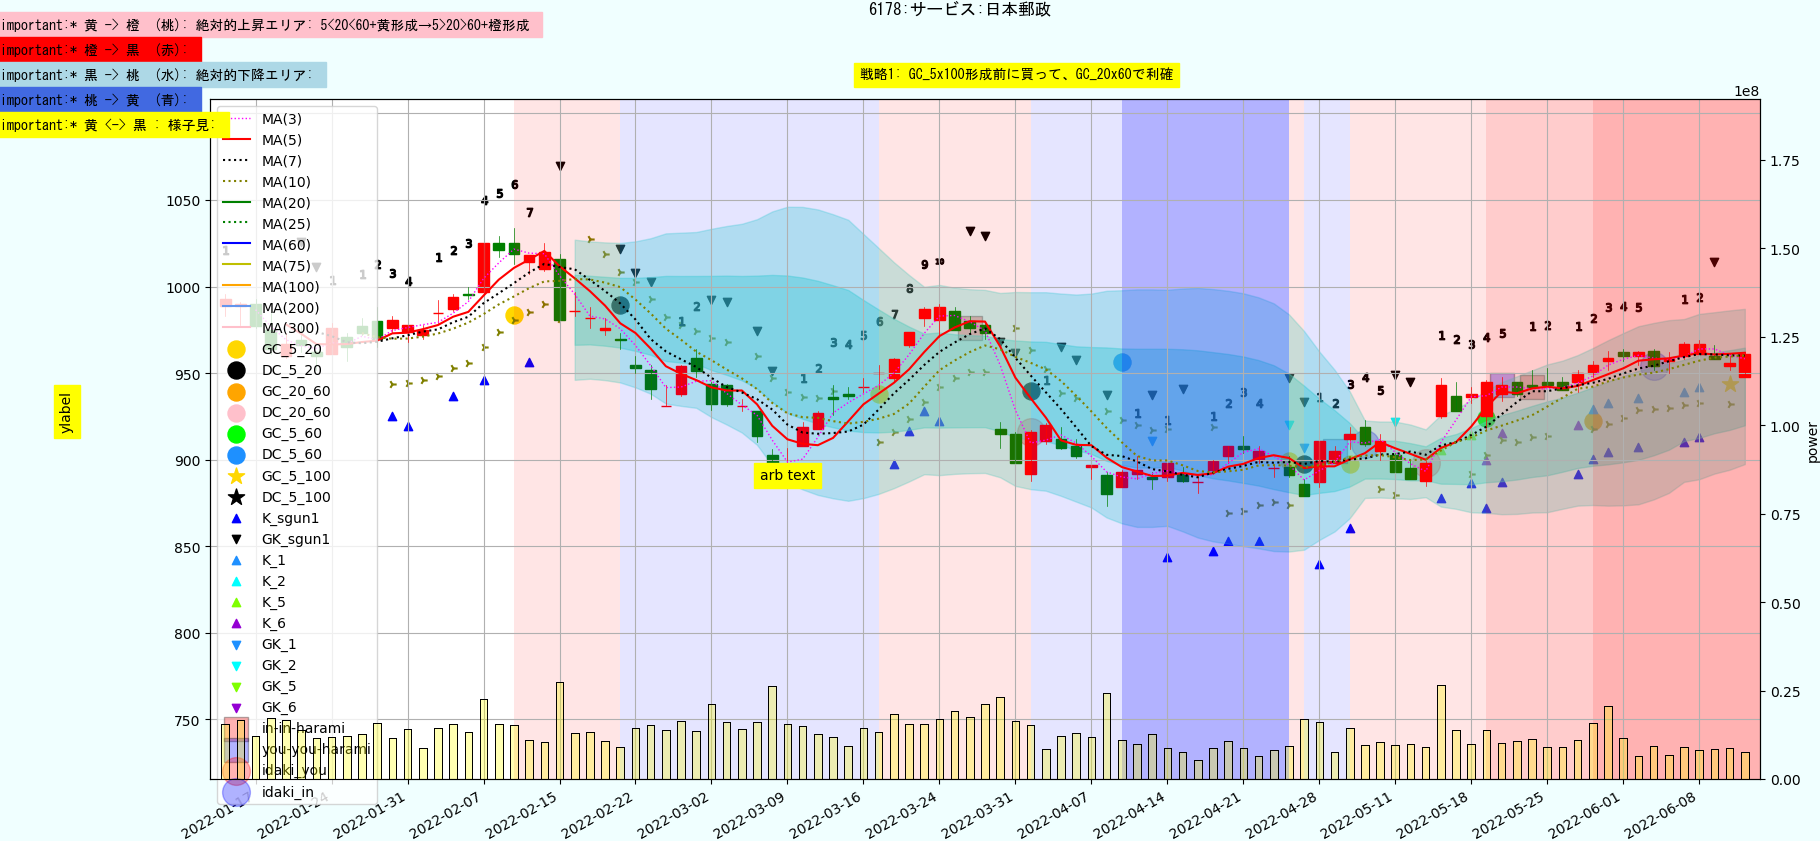 6178:サービス:日本郵政
important:* 黄 -> 橙 (桃): 絶対的上昇エリア: 5<20<60+黄形成→5>20>60+橙形成
important:* 橙 -> 黒 (赤):
important:* 黒 -> 桃 (水): 絶対的下降エリア:
important:* 桃 -> 黄 (青):
important:* 黄 <-> 黒 : 様子見:
戦略1: GC_5x100形成前に買って、GC_20x60で利確
1e8
MA(3)
MA(5)
MA(7)
MA(10)
MA(20)
MA(25)
MA(60)
MA(75)
MA(100)
MA(200)
MA(300)
GC_5_20
DC_5_20
GC_20_60
DC_20_60
GC_5_60
DC_5_60
GC_5_100
DC_5_100
K_sgun1
GK_sgun1
K_1
K_2
K_5
K_6
GK_1
GK_2
GK_5
GK_6
in-in-harami
you-you-harami
idaki_you
idaki_in
ylabel
1050
1000
950
900
850
800
750
arb text
1.75
1.50
1.25
1.00
0.75
0.50
0.25
0.00
power
2022-01-17
2022-01-24
2022-01-31
2022-02-07
2022-02-15
2022-02-22
2022-03-02
2022-03-09
2022-03-16
2022-03-24
2022-03-31
2022-04-07
2022-04-14
2022-04-21
2022-04-28
2022-05-11
2022-05-18
2022-05-25
2022-06-01
2022-06-08